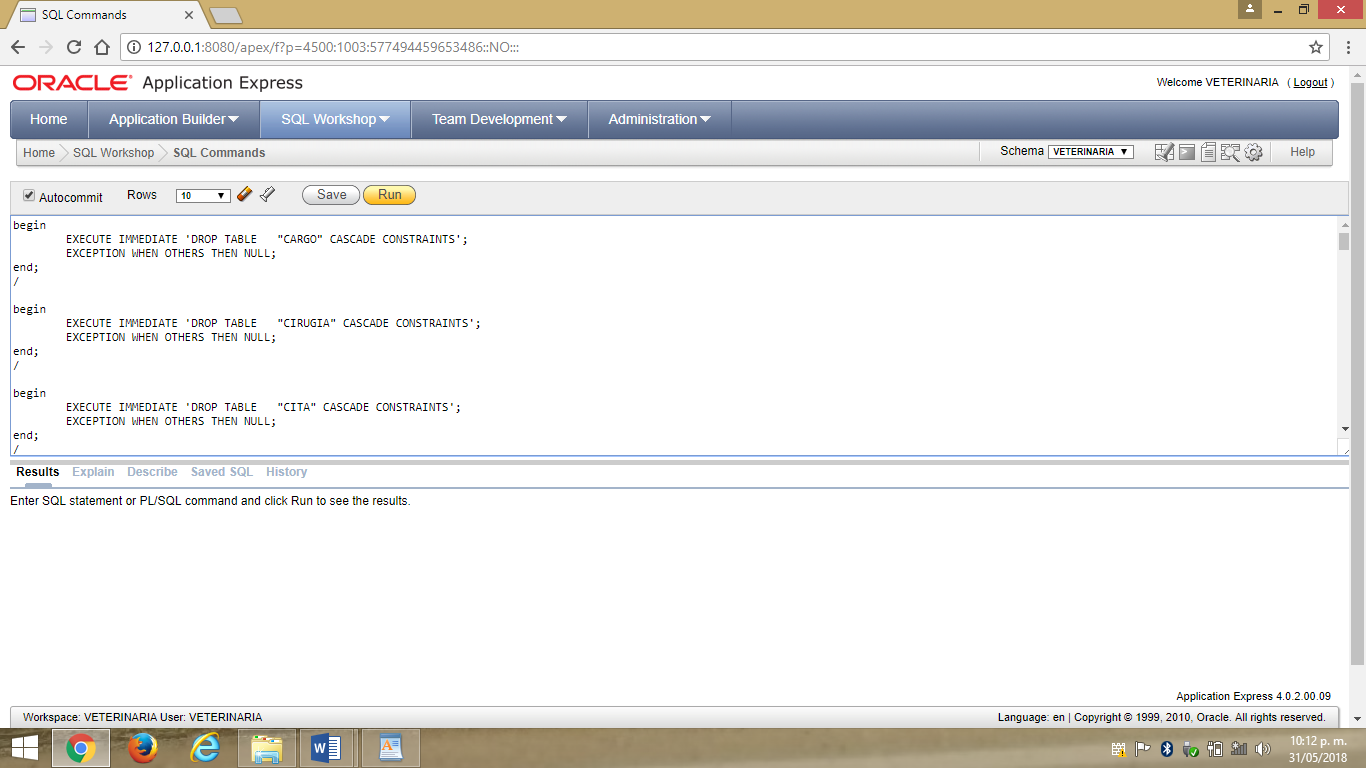 SQL Commands
127.0.0.1:8080/apex/f?p=4500:1003:577494459653486::NO:::
ORACLE Application Express
Welcome VETERINARIA ( Logout )
Home Application Builder SQL Workshop Team Development Administration
Home SQL Workshop SQL Commands Schema VETERINARIA Help
Autocommit Rows 10 Save Run
begin
EXECUTE IMMEDIATE 'DROP TABLE   "CARGO" CASCADE CONSTRAINTS';
EXCEPTION WHEN OTHERS THEN NULL;
end;
/
begin
EXECUTE IMMEDIATE 'DROP TABLE   "CIRUGIA" CASCADE CONSTRAINTS';
EXCEPTION WHEN OTHERS THEN NULL;
end;
/
begin
EXECUTE IMMEDIATE 'DROP TABLE   "CITA" CASCADE CONSTRAINTS';
EXCEPTION WHEN OTHERS THEN NULL;
end;
/
Results Explain Describe Saved SQL History
Enter SQL statement or PL/SQL command and click Run to see the results.
Application Express 4.0.2.00.09
Workspace: VETERINARIA User: VETERINARIA
Language: en | Copyright © 1999, 2010, Oracle. All rights reserved.
10:12 p. m.
31/05/2018